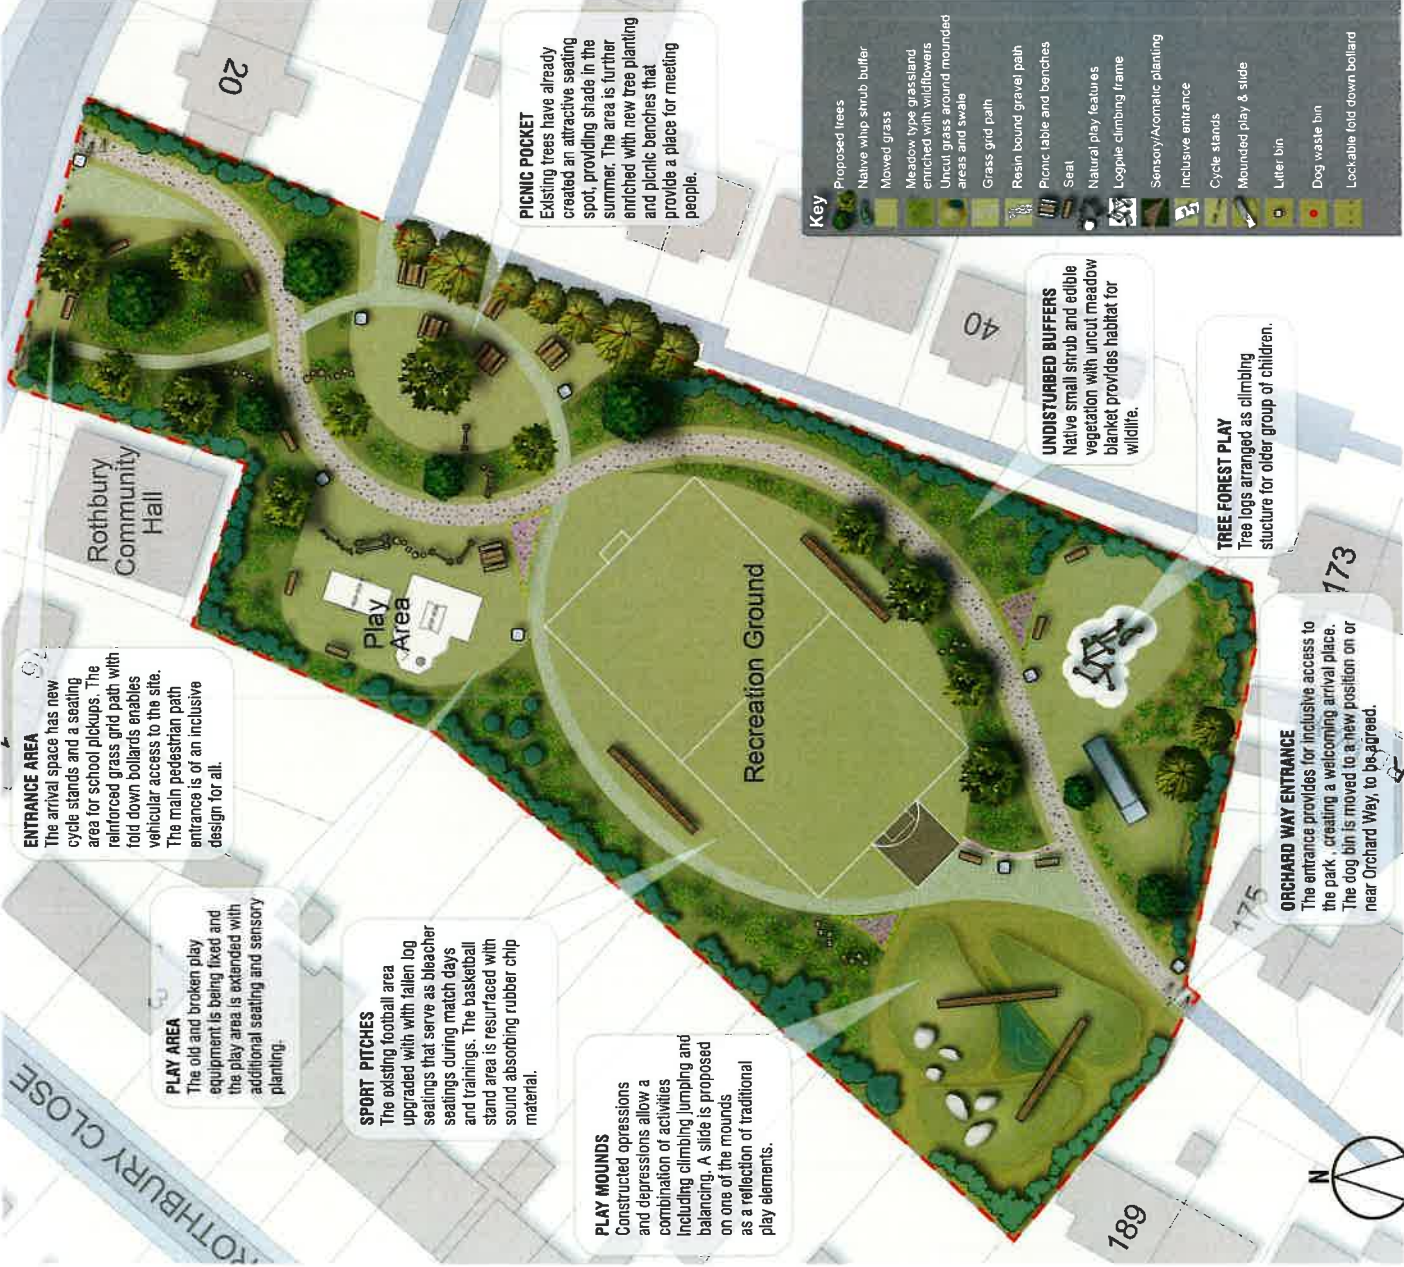 ENTRANCE AREA
The arrival space has new
cycle stands and a seating
area for school pickups. The
reinforced grass grid path with
fold down bollards enables
vehicular access to the site.
The main pedestrian path
entrance is of an inclusive
design for all.
PLAY AREA
The old and broken play
equipment is being fixed and
the play area is extended with
additional seating and sensory
planting.
SPORT PITCHES
The existing football area
upgraded with fallen log
seatings that serve as bleacher
seatings during match days
and trainings. The basketball
stand area is resurfaced with
sound absorbing rubber chip
material.
PLAY MOUNDS
Constructed opressions
and depressions allow a
combination of activities
including climbing jumping and
balancing. A slide is proposed
on one of the mounds
as a reflection of traditional
play elements.
ROTHBURY CLOSE
Rothbury
Community
Hall
Play
Area
Recreation Ground
20
PICNIC POCKET
Existing trees have already
created an attractive seating
spot, providing shade in the
summer. The area is further
enriched with new tree planting
and picnic benches that
provide a place for meeting
people.
40
UNDISTURBED BUFFERS
Native small shrub and edible
vegetation with uncut meadow
blanket provides habitat for
wildlife.
TREE FOREST PLAY
Tree logs arranged as climbing
stucture for older group of children.
173
ORCHARD WAY ENTRANCE
The entrance provides for inclusive access to
the park , creating a welcoming arrival place.
The dog bin is moved to a new position on or
near Orchard Way, to be agreed.
175
189
N
Key
Proposed trees
Native whip shrub buffer
Mowed grass
Meadow type grassland
enriched with wildflowers
Uncut grass around mounded
areas and swale
Grass grid path
Resin bound gravel path
Picnic table and benches
Seat
Natural play features
Logpile climbing frame
Sensory/Aromatic planting
Inclusive entrance
Cycle stands
Mounded play & slide
Litter bin
Dog waste bin
Lockable fold down bollard